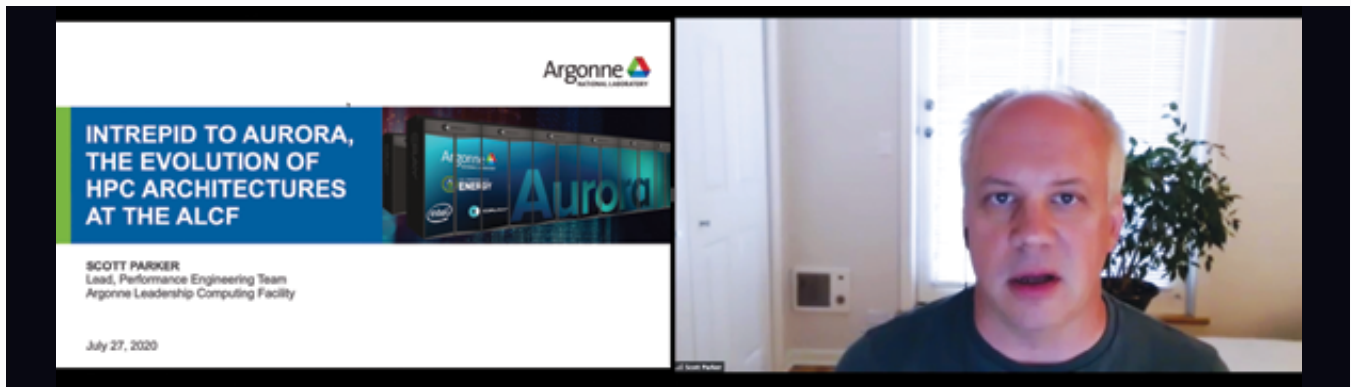 Argonne
NATIONAL LABORATORY
INTREPID TO AURORA,
THE EVOLUTION OF
HPC ARCHITECTURES
AT THE ALCF
Argonne
ENERGY
intel
Aurora
SCOTT PARKER
Lead, Performance Engineering Team
Argonne Leadership Computing Facility
July 27, 2020
Scott Parker